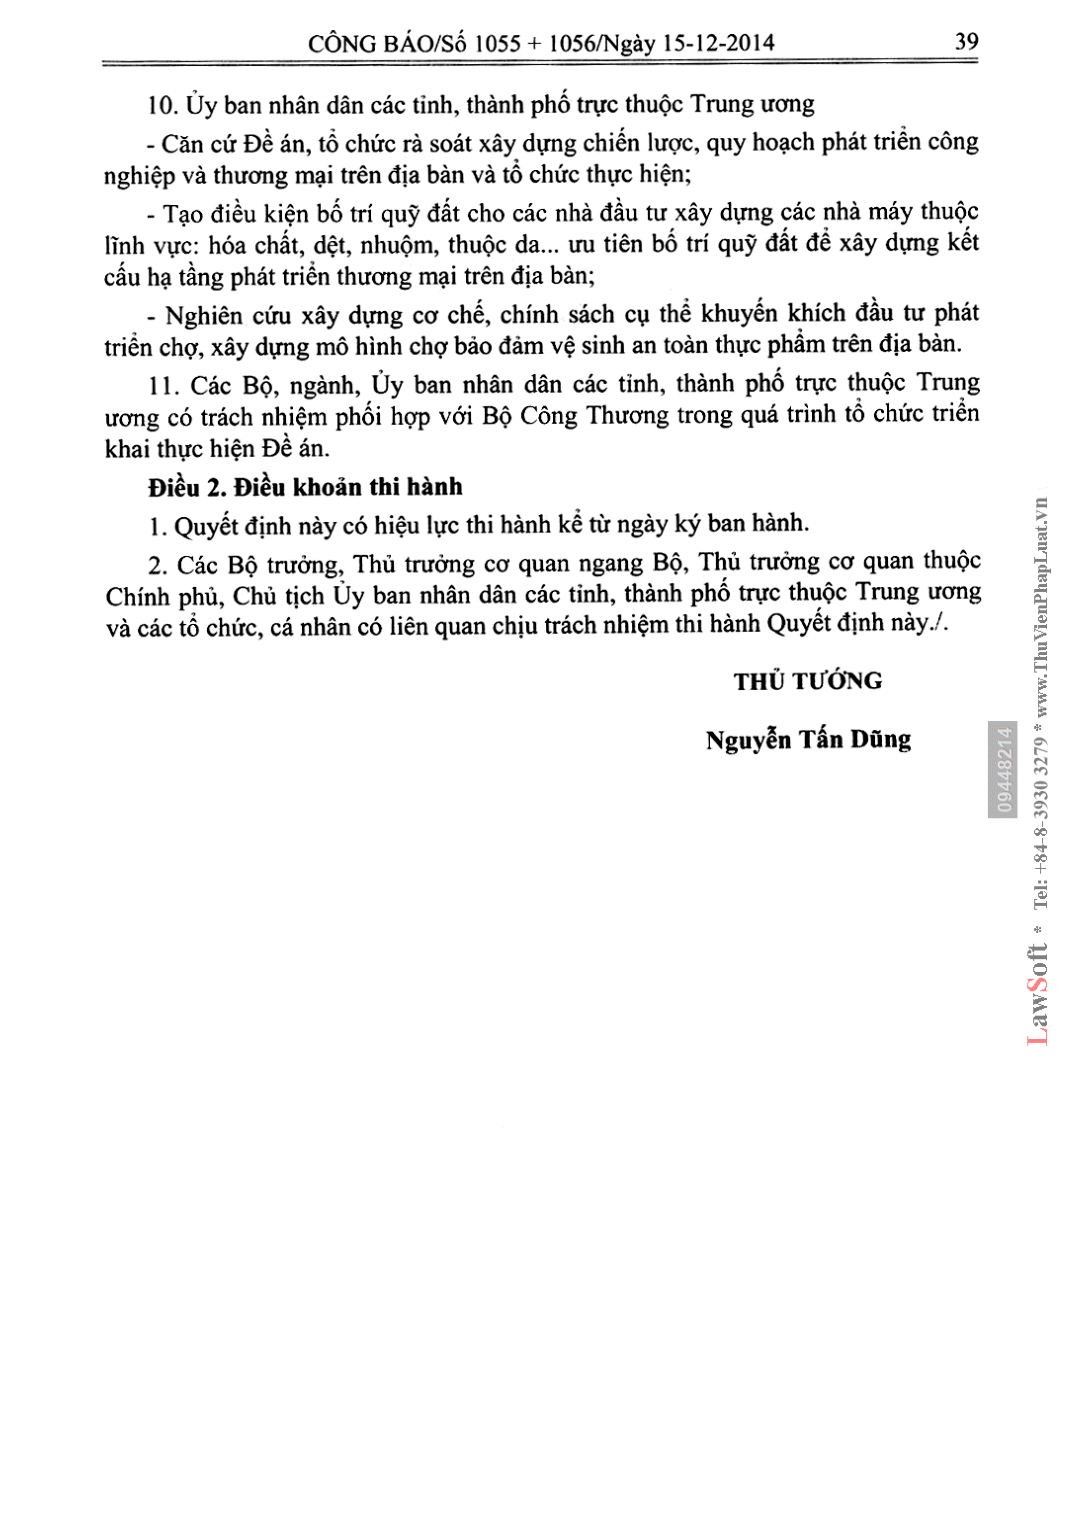 CÔNG BÁO/Số 1055 + 1056/Ngày 15-12-2014 39
10. Ủy ban nhân dân các tỉnh, thành phố trực thuộc Trung ương
- Căn cứ Đề án, tổ chức rà soát xây dựng chiến lược, quy hoạch phát triển công
nghiệp và thương mại trên địa bàn và tổ chức thực hiện;
- Tạo điều kiện bố trí quỹ đất cho các nhà đầu tư xây dựng các nhà máy thuộc
lĩnh vực: hóa chất, dệt, nhuộm, thuộc da... ưu tiên bố trí quỹ đất để xây dựng kết
cấu hạ tầng phát triển thương mại trên địa bàn;
- Nghiên cứu xây dựng cơ chế, chính sách cụ thể khuyến khích đầu tư phát
triển chợ, xây dựng mô hình chợ bảo đảm vệ sinh an toàn thực phẩm trên địa bàn.
11. Các Bộ, ngành, Ủy ban nhân dân các tỉnh, thành phố trực thuộc Trung
ương có trách nhiệm phối hợp với Bộ Công Thương trong quá trình tổ chức triển
khai thực hiện Đề án.
Điều 2. Điều khoản thi hành
1. Quyết định này có hiệu lực thi hành kể từ ngày ký ban hành.
2. Các Bộ trưởng, Thủ trưởng cơ quan ngang Bộ, Thủ trưởng cơ quan thuộc
Chính phủ, Chủ tịch Ủy ban nhân dân các tỉnh, thành phố trực thuộc Trung ương
và các tổ chức, cá nhân có liên quan chịu trách nhiệm thi hành Quyết định này./.
THỦ TƯỚNG
Nguyễn Tấn Dũng
09448214
LawSoft * Tel: +84-8-3930 3279 * www.ThuVienPhapLuat.vn